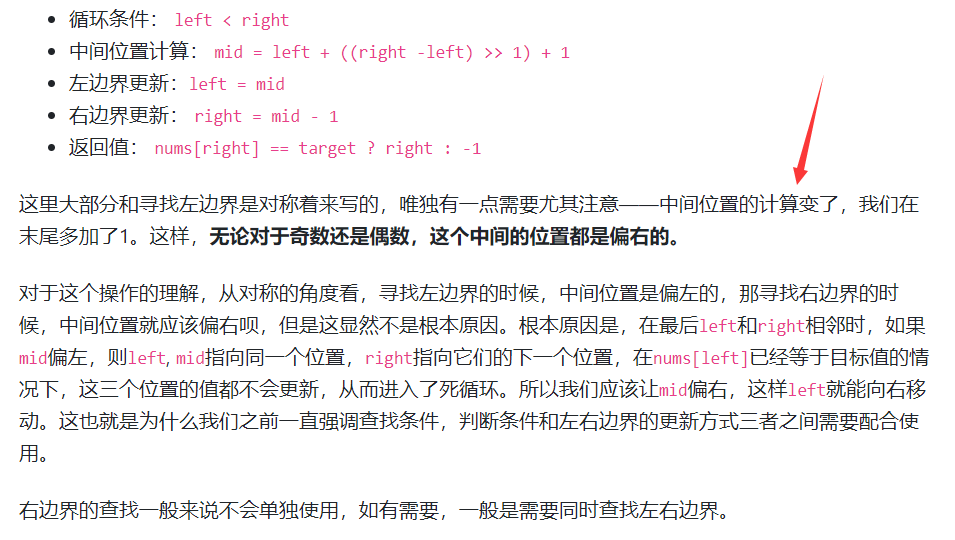 循环条件： left < right
中间位置计算： mid = left + ((right -left) >> 1) + 1
左边界更新：left = mid
右边界更新： right = mid - 1
返回值： nums[right] == target ? right : -1
这里大部分和寻找左边界是对称着来写的，唯独有一点需要尤其注意——中间位置的计算变了，我们在
末尾多加了1。这样，无论对于奇数还是偶数，这个中间的位置都是偏右的。
对于这个操作的理解，从对称的角度看，寻找左边界的时候，中间位置是偏左的，那寻找右边界的时
候，中间位置就应该偏右呗，但是这显然不是根本原因。根本原因是，在最后left和right相邻时，如果
mid偏左，则left, mid指向同一个位置，right指向它们的下一个位置，在nums[left]已经等于目标值的情
况下，这三个位置的值都不会更新，从而进入了死循环。所以我们应该让mid偏右，这样left就能向右移
动。这也就是为什么我们之前一直强调查找条件，判断条件和左右边界的更新方式三者之间需要配合使
用。
右边界的查找一般来说不会单独使用，如有需要，一般是需要同时查找左右边界。